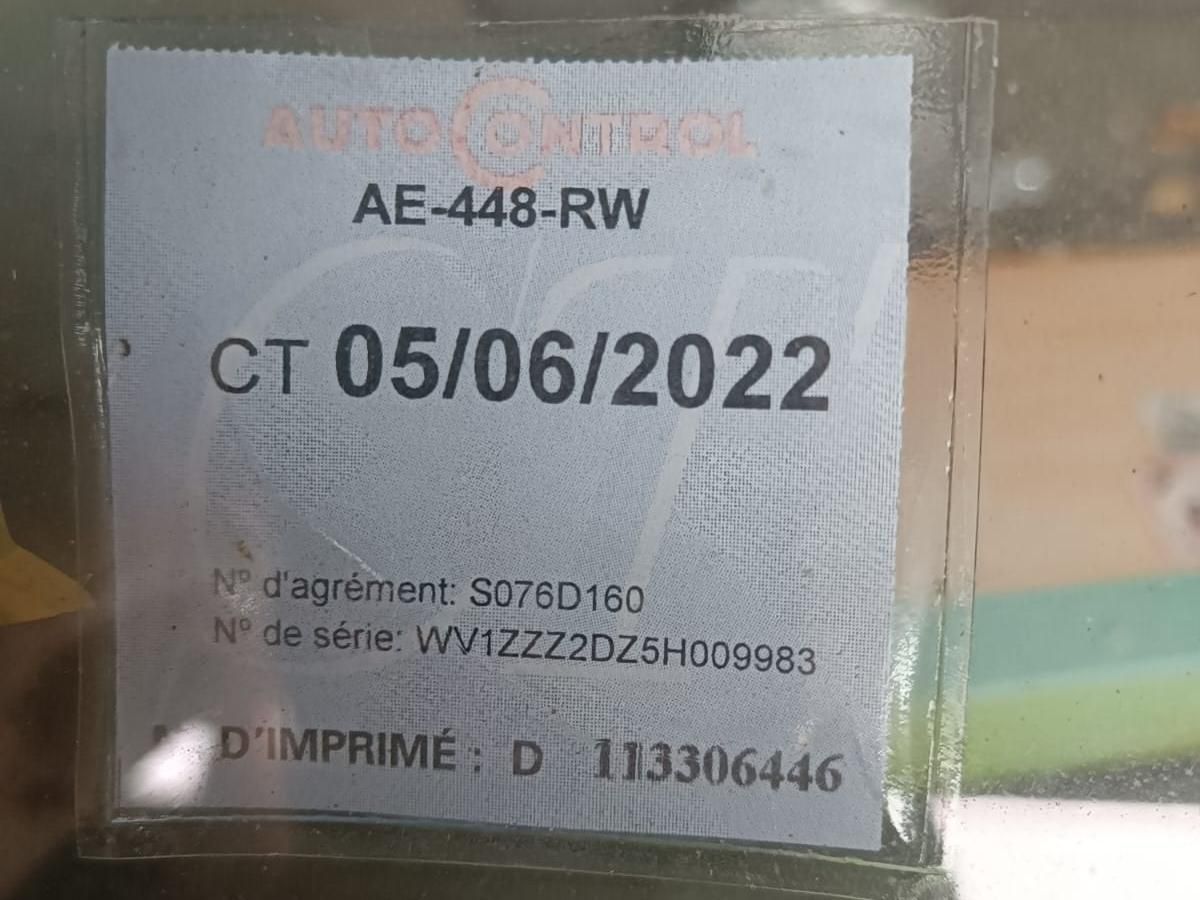 AUTOCONTROL
AE-448-RW
CT 05/06/2022
N° d'agrément: S076D160
N° de série: WV1ZZZ2DZ5H009983
N° D'IMPRIMÉ : D 113306446